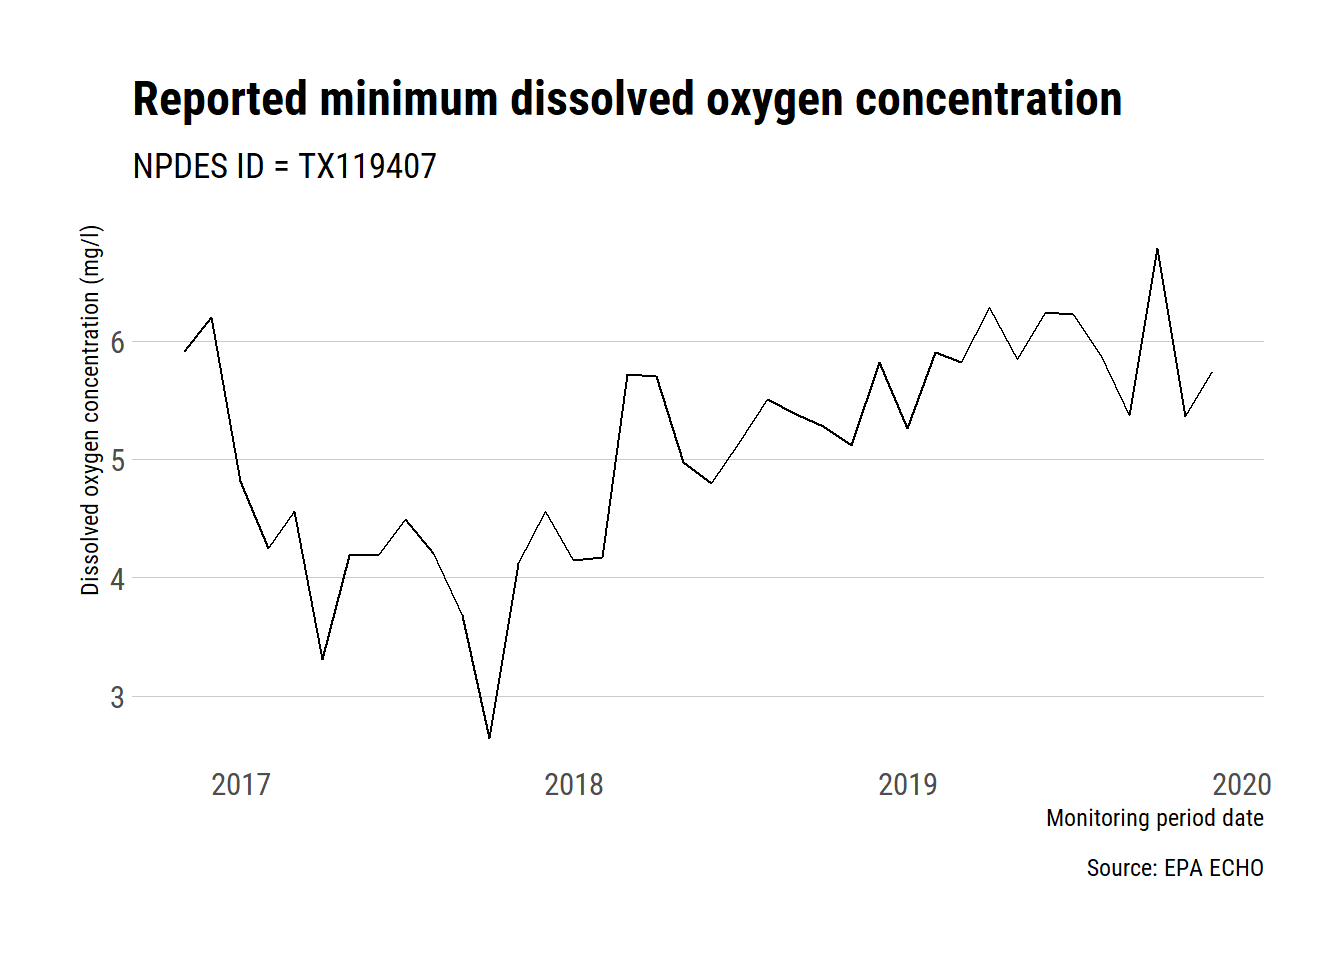 Reported minimum dissolved oxygen concentration
NPDES ID = TX119407
Dissolved oxygen concentration (mg/l)
6
5
4
3
2017
2018
2019
2020
Monitoring period date
Source: EPA ECHO